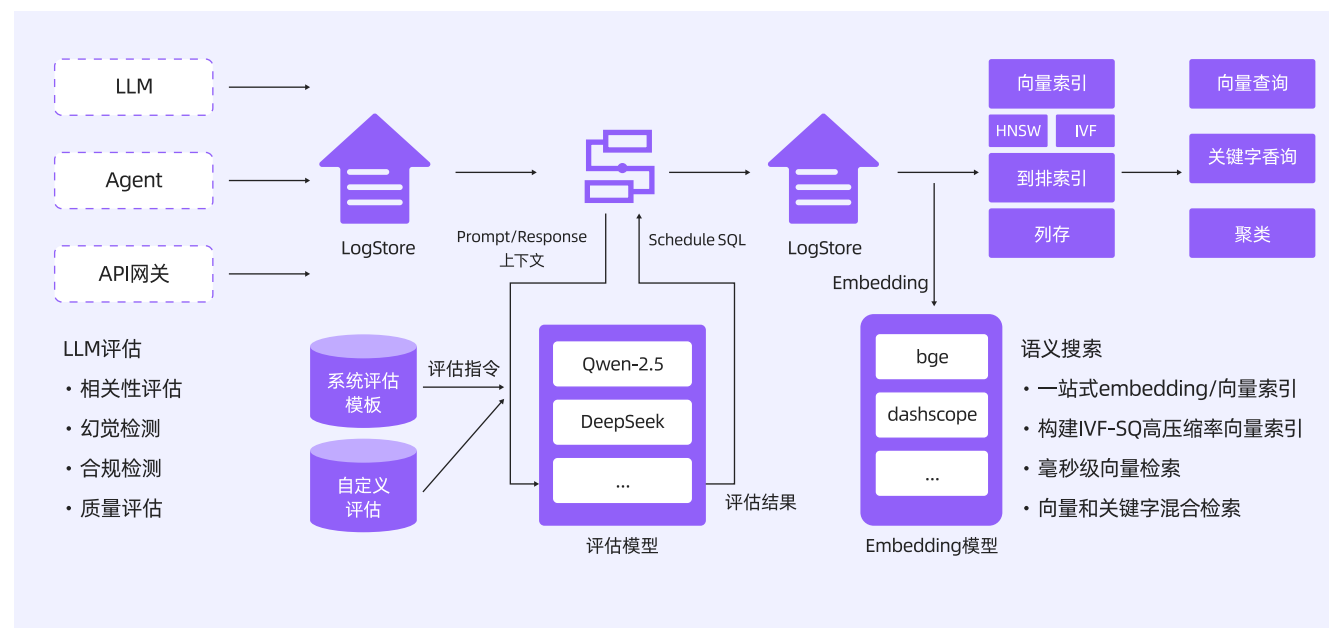 LLM
Agent
API网关
LogStore
Prompt/Response
上下文
Schedule SQL
LogStore
Embedding
向量索引
HNSW
IVF
到排索引
列存
向量查询
关键字香询
聚类
LLM评估
・相关性评估
・幻觉检测
・合规检测
・质量评估
系统评估
模板
自定义
评估
评估指令
Qwen-2.5
DeepSeek
...
评估模型
评估结果
bge
dashscope
...
Embedding模型
语义搜索
・一站式embedding/向量索引
・构建IVF-SQ高压缩率向量索引
・毫秒级向量检索
・向量和关键字混合检索